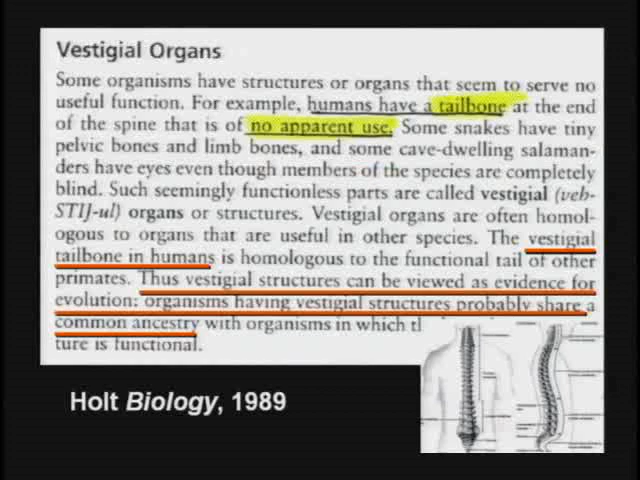 Vestigial Organs
Some organisms have structures or organs that seem to serve no
useful function. For example, humans have a tailbone at the end
of the spine that is of no apparent use. Some snakes have tiny
pelvic bones and limb bones, and some cave-dwelling salaman-
ders have eyes even though members of the species are completely
blind. Such seemingly functionless parts are called vestigial (veh-
STIJ-ul) organs or structures. Vestigial organs are often homol-
ogous to organs that are useful in other species. The vestigial
tailbone in humans is homologous to the functional tail of other
primates. Thus vestigial structures can be viewed as evidence for
evolution: organisms having vestigial structures probably share a
common ancestry with organisms in which
ture is functional.
Holt Biology, 1989